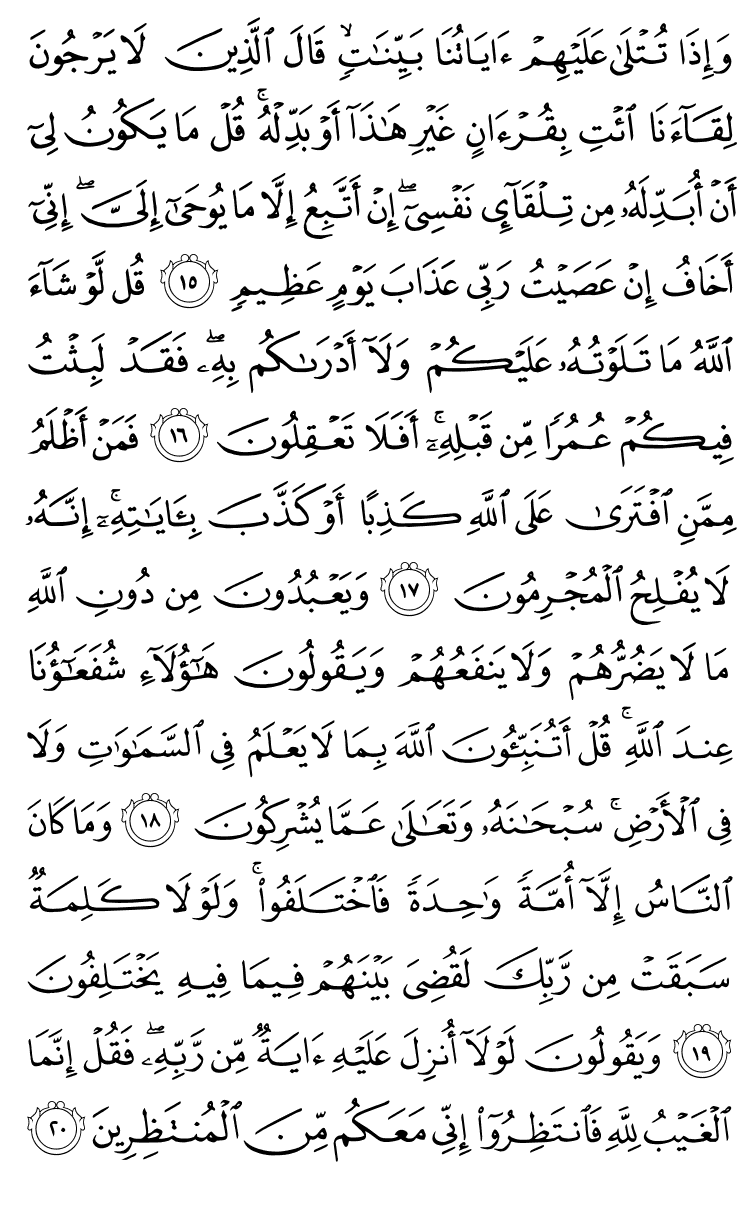 وَإِذَا تُتْلَىٰ عَلَيْهِمْ ءَايَاتُنَا بَيِّنَـٰتٍۙ قَالَ ٱلَّذِينَ لَا يَرْجُونَ
لِقَآءَنَا ٱئْتِ بِقُرْءَانٍ غَيْرِ هَـٰذَآ أَوْ بَدِّلْهُۚ قُلْ مَا يَكُونُ لِىٓ
أَنْ أُبَدِّلَهُۥ مِن تِلْقَآئِ نَفْسِىٓۖ إِنْ أَتَّبِعُ إِلَّا مَا يُوحَىٰٓ إِلَىَّۖ إِنِّىٓ
أَخَافُ إِنْ عَصَيْتُ رَبِّى عَذَابَ يَوْمٍ عَظِيمٍ ١٥ قُل لَّوْ شَآءَ
ٱللَّهُ مَا تَلَوْتُهُۥ عَلَيْكُمْ وَلَآ أَدْرَىٰكُم بِهِۦۖ فَقَدْ لَبِثْتُ
فِيكُمْ عُمُرًا مِّن قَبْلِهِۦٓۚ أَفَلَا تَعْقِلُونَ ١٦ فَمَنْ أَظْلَمُ
مِمَّنِ ٱفْتَرَىٰ عَلَى ٱللَّهِ كَذِبًا أَوْ كَذَّبَ بِـَٔايَـٰتِهِۦٓۚ إِنَّهُۥ
لَا يُفْلِحُ ٱلْمُجْرِمُونَ ١٧ وَيَعْبُدُونَ مِن دُونِ ٱللَّهِ
مَا لَا يَضُرُّهُمْ وَلَا يَنفَعُهُمْ وَيَقُولُونَ هَـٰٓؤُلَآءِ شُفَعَـٰٓؤُنَا
عِندَ ٱللَّهِۚ قُلْ أَتُنَبِّـُٔونَ ٱللَّهَ بِمَا لَا يَعْلَمُ فِى ٱلسَّمَـٰوَٰتِ وَلَا
فِى ٱلْأَرْضِۚ سُبْحَـٰنَهُۥ وَتَعَـٰلَىٰ عَمَّا يُشْرِكُونَ ١٨ وَمَا كَانَ
ٱلنَّاسُ إِلَّآ أُمَّةً وَٰحِدَةً فَٱخْتَلَفُوا۟ۚ وَلَوْلَا كَلِمَةٌ
سَبَقَتْ مِن رَّبِّكَ لَقُضِىَ بَيْنَهُمْ فِيمَا فِيهِ يَخْتَلِفُونَ
١٩ وَيَقُولُونَ لَوْلَآ أُنزِلَ عَلَيْهِ ءَايَةٌ مِّن رَّبِّهِۦۖ فَقُلْ إِنَّمَا
ٱلْغَيْبُ لِلَّهِ فَٱنتَظِرُوٓا۟ إِنِّى مَعَكُم مِّنَ ٱلْمُنتَظِرِينَ ٢٠